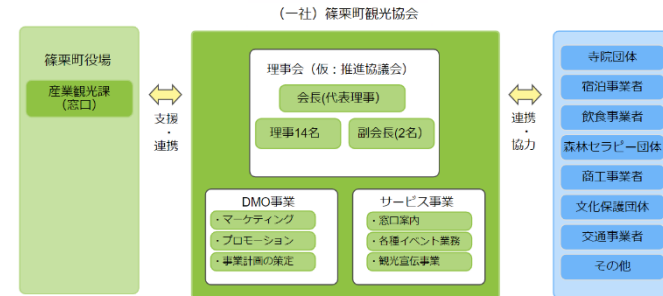 (一社)篠栗町観光協会
篠栗町役場
産業観光課
(窓口)
支援
・
連携
理事会(仮:推進協議会)
会長(代表理事)
理事14名
副会長(2名)
DMO事業
・マーケティング
・プロモーション
・事業計画の策定
サービス事業
・窓口案内
・各種イベント業務
・観光宣伝事業
連携
・
協力
寺院団体
宿泊事業者
飲食事業者
森林セラピー団体
商工事業者
文化保護団体
交通事業者
その他